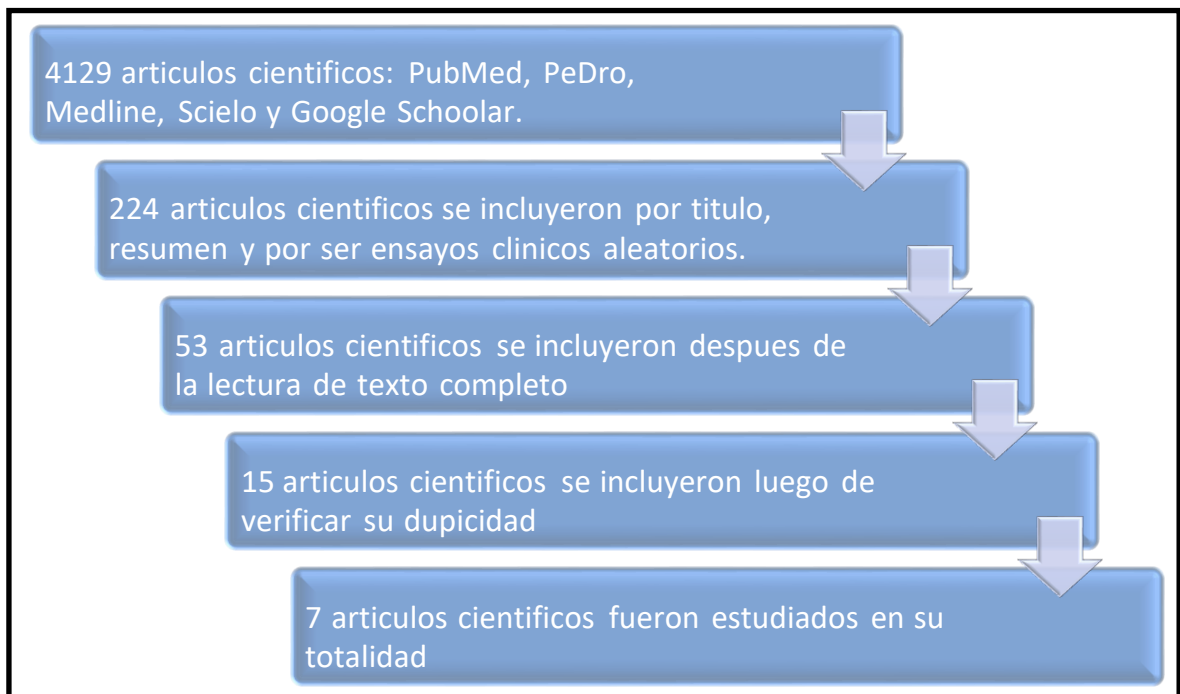 4129 articulos cientificos: PubMed, PeDro,
Medline, Scielo y Google Schoolar.
224 articulos cientificos se incluyeron por titulo,
resumen y por ser ensayos clinicos aleatorios.
53 articulos cientificos se incluyeron despues de
la lectura de texto completo
15 articulos cientificos se incluyeron luego de
verificar su dupicidad
7 articulos cientificos fueron estudiados en su
totalidad